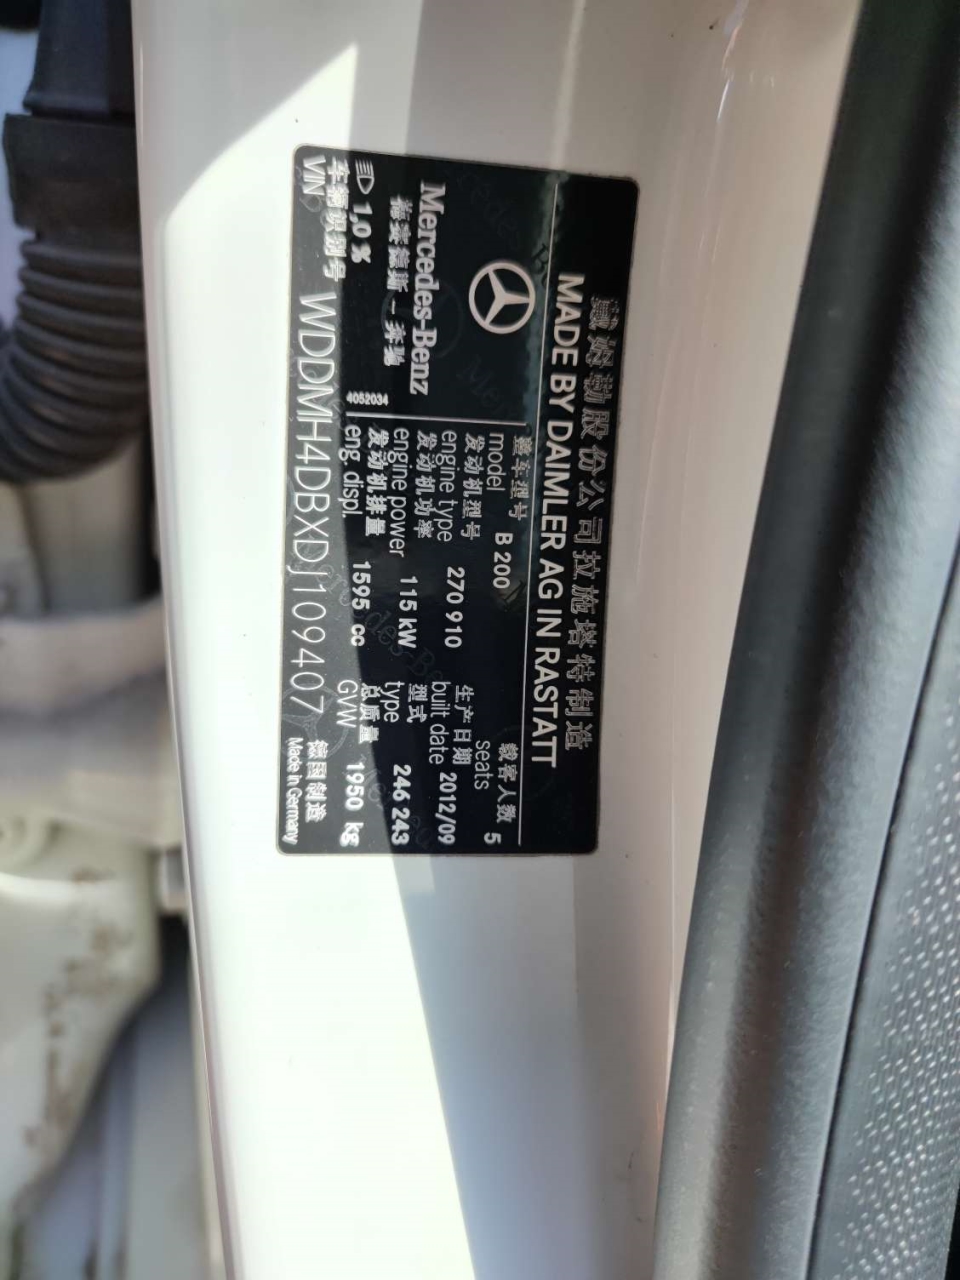 戴姆勒股份公司拉施塔特制造
MADE BY DAIMLER AG IN RASTATT
Mercedes-Benz
梅赛德斯－奔驰
1,0 %
4052034
整车型号
model B 200
载客人数
seats 5
发动机型号
engine type 270 910
生产日期
built date 2012/09
发动机功率
engine power 115 kW
型式
type 246 243
发动机排量
eng. displ. 1595 cc
总质量
GVW 1950 kg
车辆识别号
VIN WDDMH4DBXDJ109407
德国制造
Made in Germany